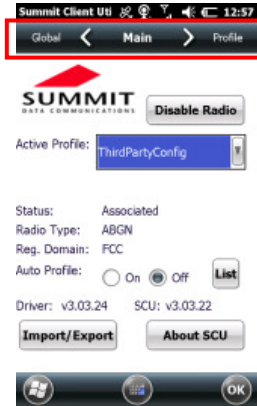 Summit Client Uti 12:57
Global Main Profile
SUMMIT
DATA COMMUNICATIONS
Disable Radio
Active Profile: ThirdPartyConfig
Status: Associated
Radio Type: ABGN
Reg. Domain: FCC
Auto Profile: On Off List
Driver: v3.03.24 SCU: v3.03.22
Import/Export About SCU
OK